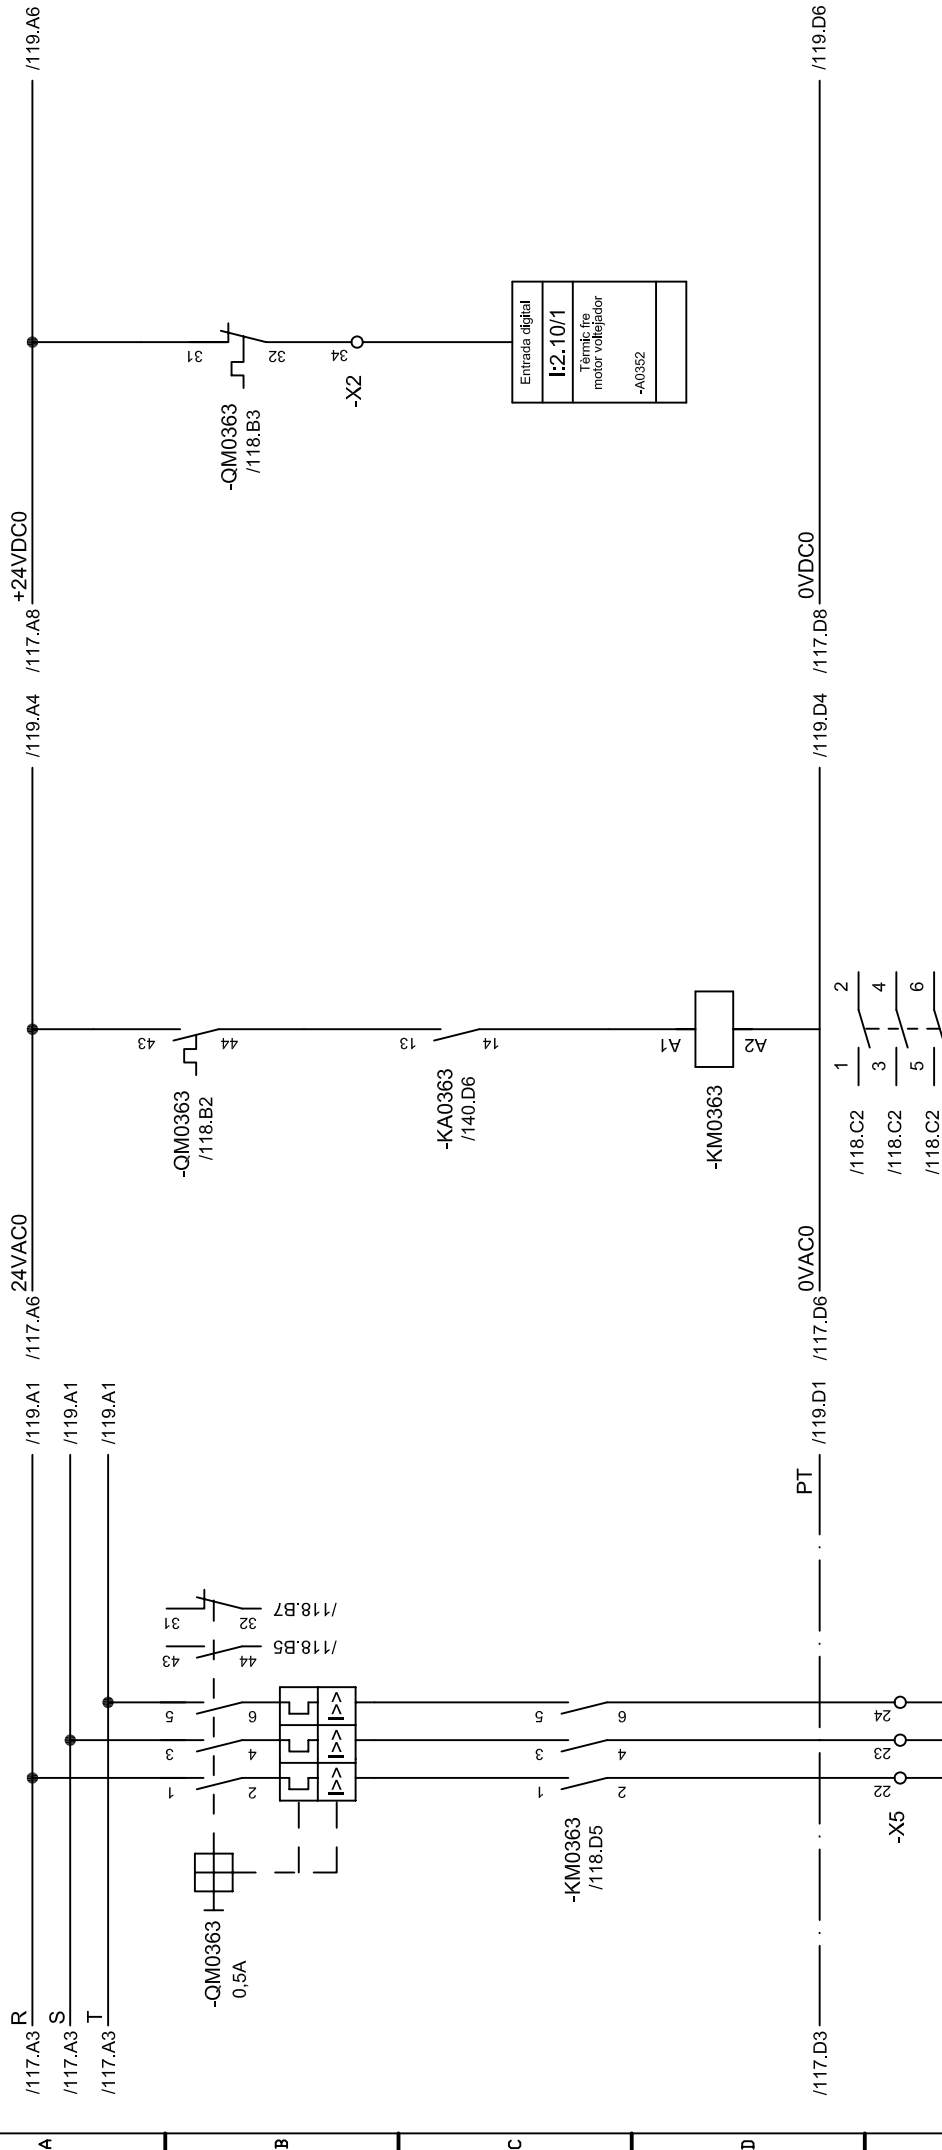 R
/117.A3
S
/117.A3
T
/117.A3
/119.A1
/119.A1
/119.A1
-QM0363
0,5A
1
2
3
4
5
6
43
44
/118.B5
31
32
/118.B7
I>>
I>>
I>>
-KM0363
/118.D5
1
2
3
4
5
6
/117.D3
PT
/119.D1
-X5
22
23
24
/117.A6
24VAC0
/119.A4
-QM0363
/118.B2
43
44
-KA0363
/140.D6
13
14
-KM0363
A1
A2
/117.D6
0VAC0
/119.D4
/118.C2
1
2
/118.C2
3
4
/118.C2
5
6
/117.A8
+24VDC0
/119.A6
-QM0363
/118.B3
31
32
-X2
34
Entrada digital
I:2.10/1
Tèrmic fre
motor voltejador
-A0352
/117.D8
0VDC0
/119.D6
A
B
C
D